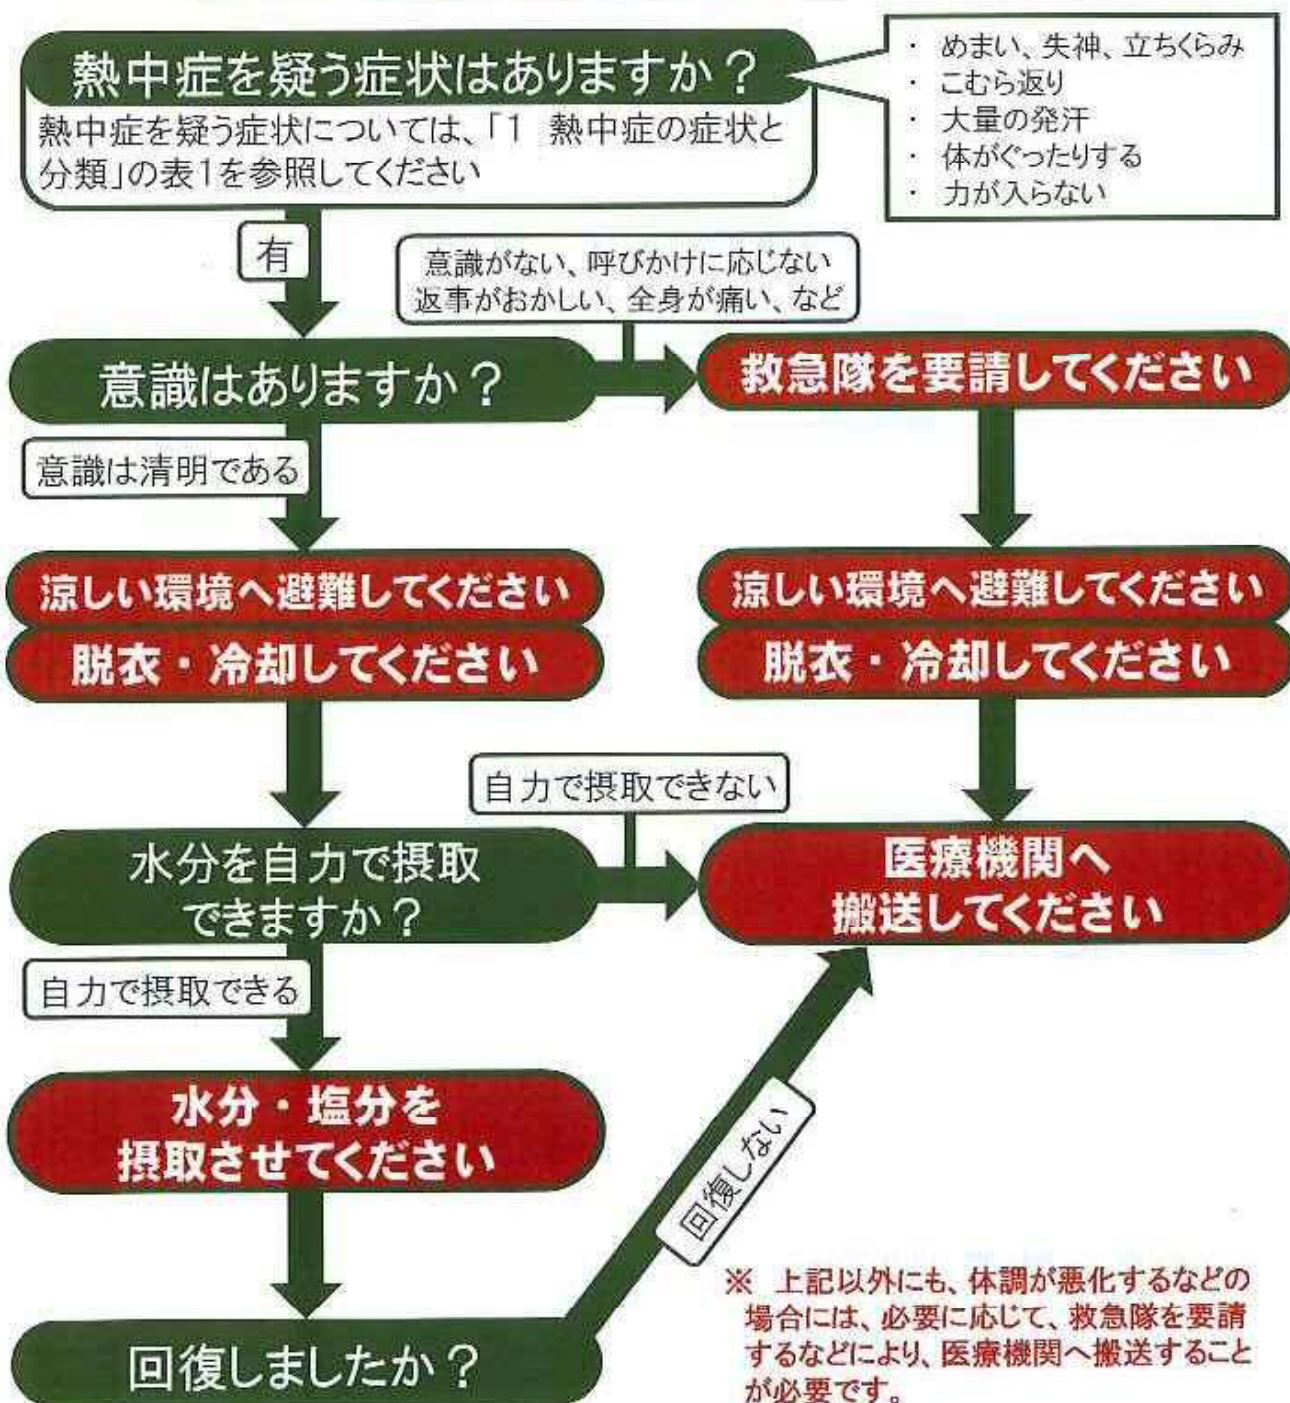 熱中症を疑う症状はありますか？
熱中症を疑う症状については、「1 熱中症の症状と
分類」の表1を参照してください
・ めまい、失神、立ちくらみ
・ こむら返り
・ 大量の発汗
・ 体がぐったりする
・ 力が入らない
有
意識がない、呼びかけに応じない
返事がおかしい、全身が痛い、など
意識はありますか？
救急隊を要請してください
意識は清明である
涼しい環境へ避難してください
脱衣・冷却してください
涼しい環境へ避難してください
脱衣・冷却してください
自力で摂取できない
水分を自力で摂取
できますか？
医療機関へ
搬送してください
自力で摂取できる
水分・塩分を
摂取させてください
回復しない
回復しましたか？
※ 上記以外にも、体調が悪化するなどの
場合には、必要に応じて、救急隊を要請
するなどにより、医療機関へ搬送すること
が必要です。